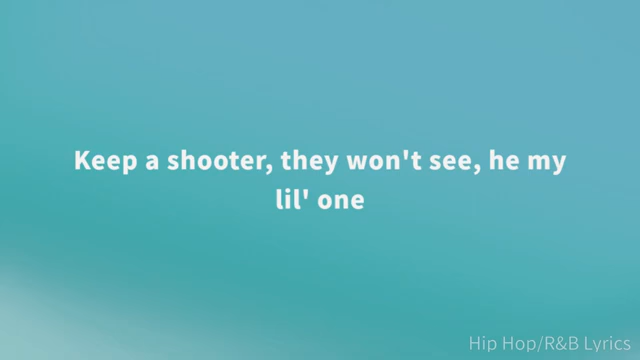 Keep a shooter, they won't see, he my
lil' one
Hip Hop/R&B Lyrics